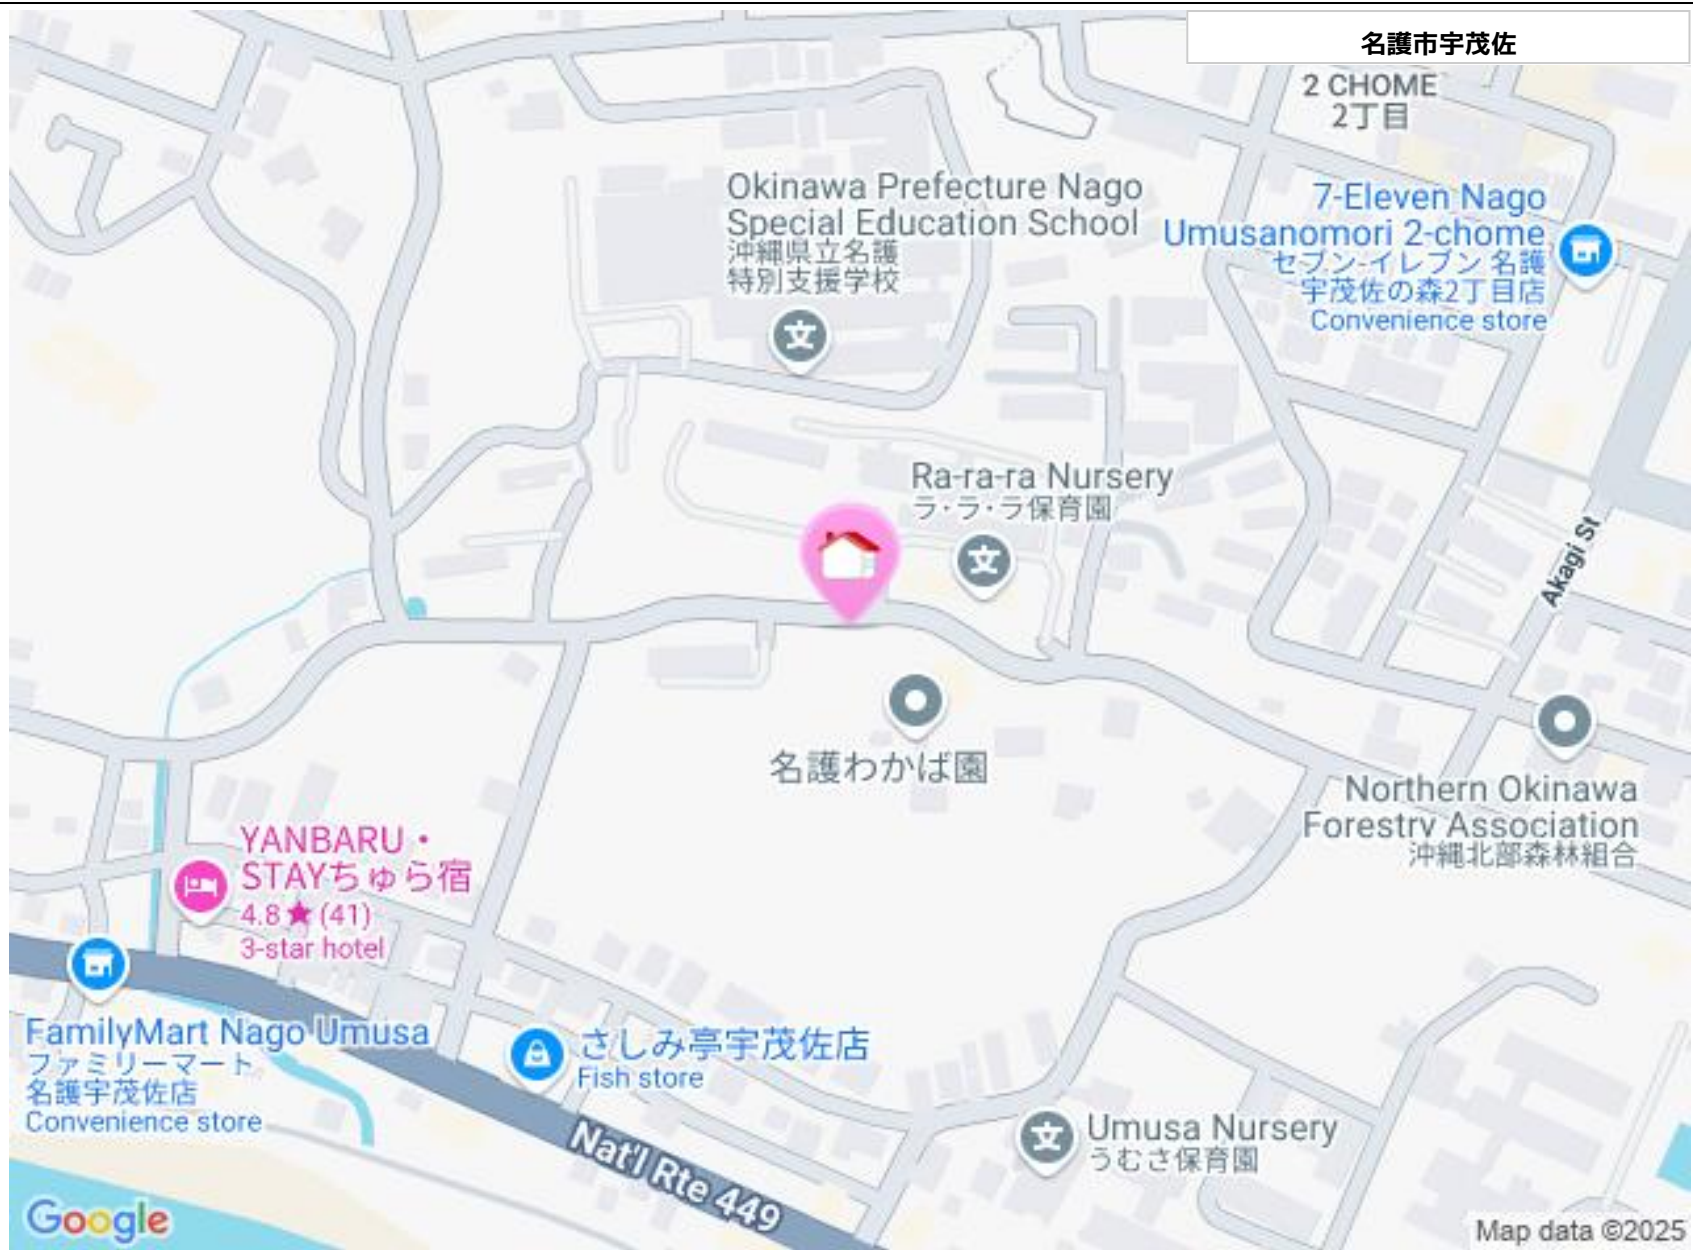 名護市宇茂佐
2 CHOME
2丁目
Okinawa Prefecture Nago
Special Education School
沖縄県立名護
特別支援学校
7-Eleven Nago
Umusanomori 2-chome
セブン-イレブン 名護
宇茂佐の森2丁目店
Convenience store
Ra-ra-ra Nursery
ラ・ラ・ラ保育園
Akagi St
名護わかば園
Northern Okinawa
Forestry Association
沖縄北部森林組合
YANBARU・
STAYちゅら宿
4.8★(41)
3-star hotel
FamilyMart Nago Umusa
ファミリーマート
名護宇茂佐店
Convenience store
さしみ亭宇茂佐店
Fish store
Nat'l Rte 449
Umusa Nursery
うむさ保育園
Google
Map data ©2025